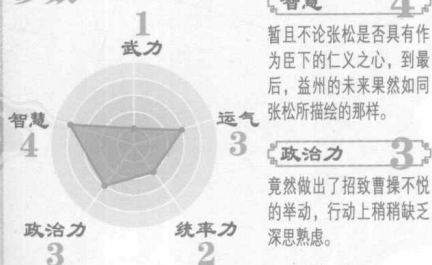 智慧 4
暂且不论张松是否具有作
为臣下的仁义之心，到最
后，益州的未来果然如同
张松所描绘的那样。
政治力 3
竟然做出了招致曹操不悦
的举动，行动上稍稍缺乏
深思熟虑。
1
武力
智慧
4
运气
3
政治力
3
统率力
2